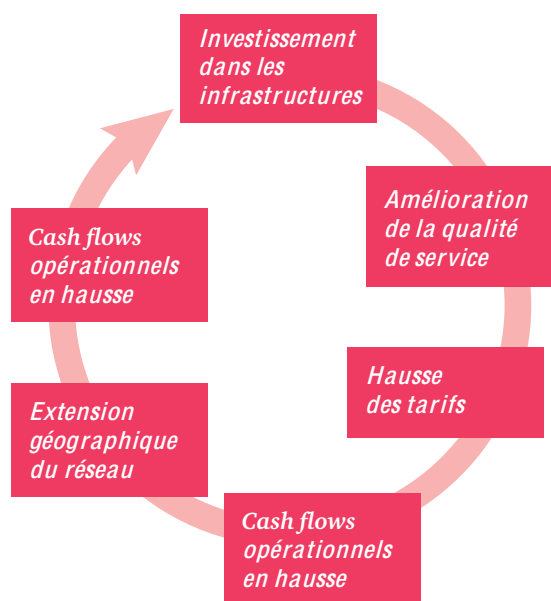 Investissement
dans les
infrastructures
Amélioration
de la qualité
de service
Hausse
des tarifs
Cash flows
opérationnels
en hausse
Extension
géographique
du réseau
Cash flows
opérationnels
en hausse